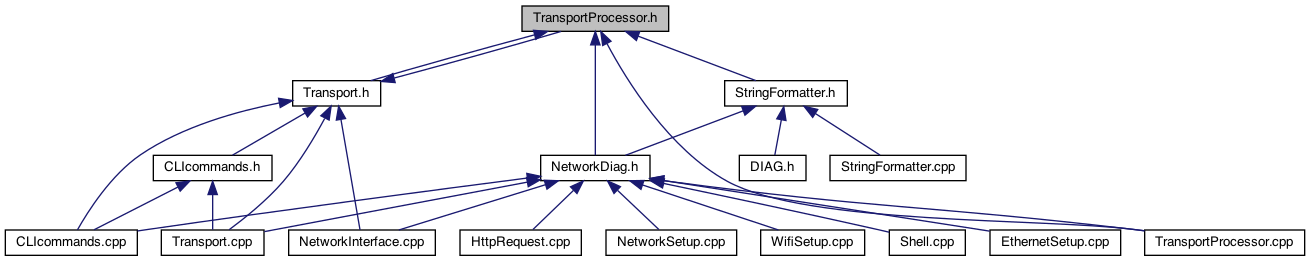 TransportProcessor.h
Transport.h
StringFormatter.h
CLIcommands.h
NetworkDiag.h
DIAG.h
StringFormatter.cpp
CLIcommands.cpp
Transport.cpp
NetworkInterface.cpp
HttpRequest.cpp
NetworkSetup.cpp
WifiSetup.cpp
Shell.cpp
EthernetSetup.cpp
TransportProcessor.cpp